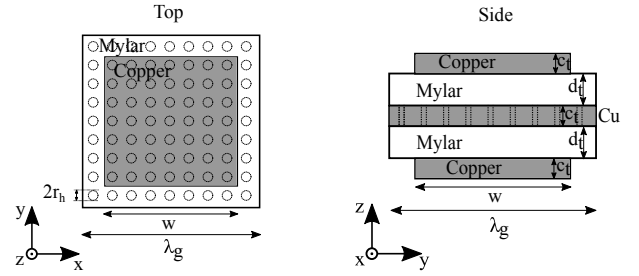 Top
Mylar
Copper
2r_h
w
λ_g
y
z
x
Side
Copper
c_t
Mylar
d_t
c_t
Cu
Mylar
d_t
Copper
c_t
w
λ_g
z
x
y